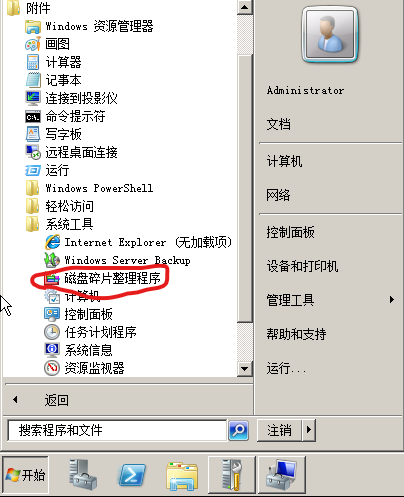 附件
Windows 资源管理器
画图
计算器
记事本
连接到投影仪
命令提示符
写字板
远程桌面连接
运行
Windows PowerShell
轻松访问
系统工具
Internet Explorer (无加载项)
Windows Server Backup
磁盘碎片整理程序
计算机
控制面板
任务计划程序
系统信息
资源监视器
返回
搜索程序和文件
Administrator
文档
计算机
网络
控制面板
设备和打印机
管理工具
帮助和支持
运行...
注销
开始